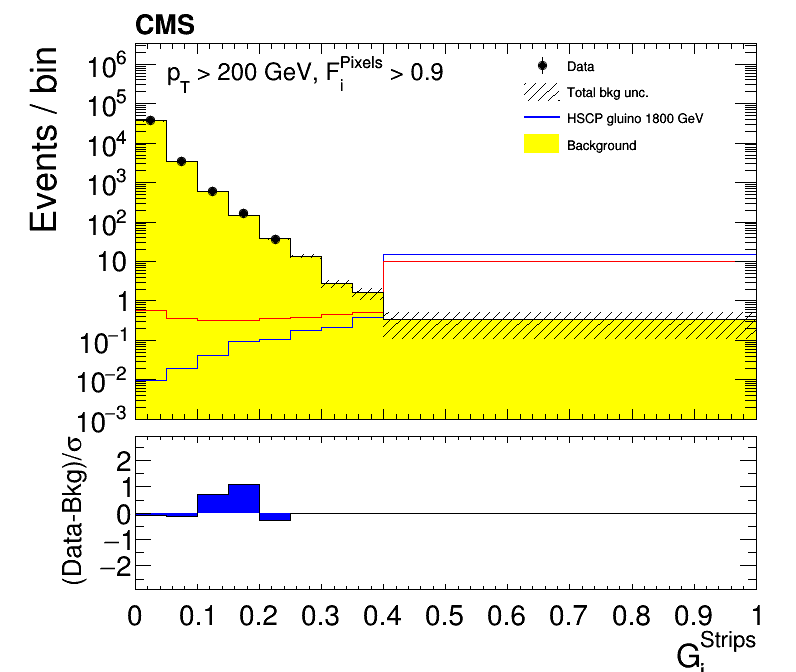 CMS
p_T > 200 GeV, F_i^Pixels > 0.9
Data
Total bkg unc.
HSCP gluino 1800 GeV
Background
Events / bin
10^6
10^5
10^4
10^3
10^2
10
1
10^−1
10^−2
10^−3
(Data-Bkg)/σ
2
1
0
−1
−2
0 0.1 0.2 0.3 0.4 0.5 0.6 0.7 0.8 0.9 1
G_i^Strips